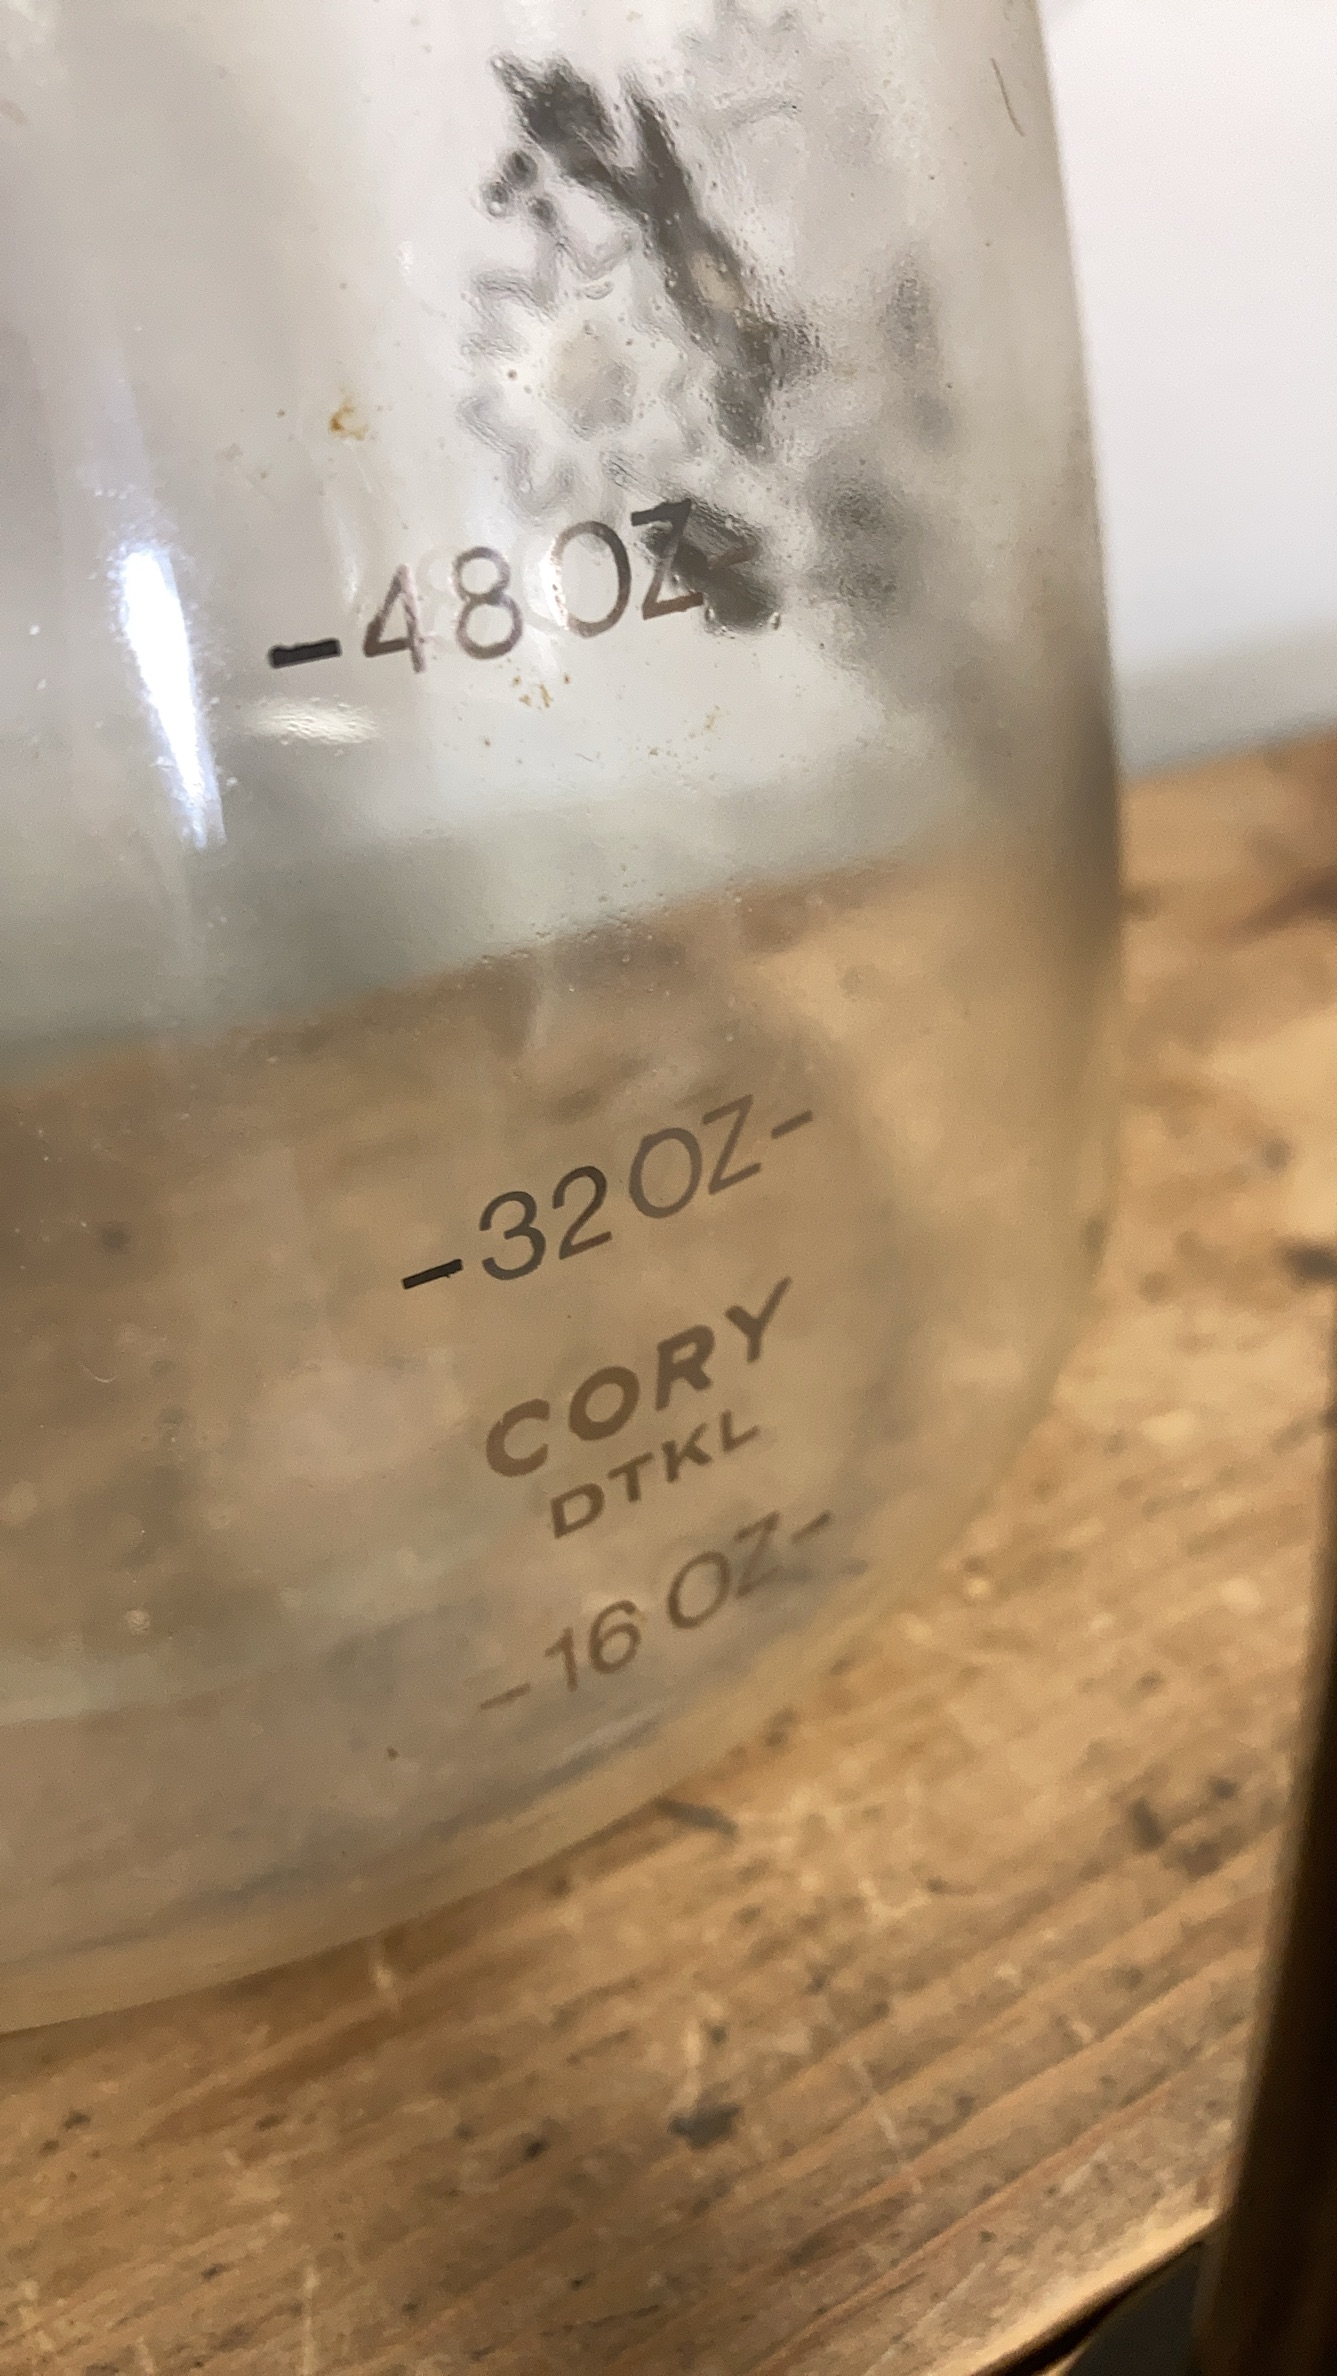 -48 OZ-
-32 OZ-
CORY
DTKL
-16 OZ-